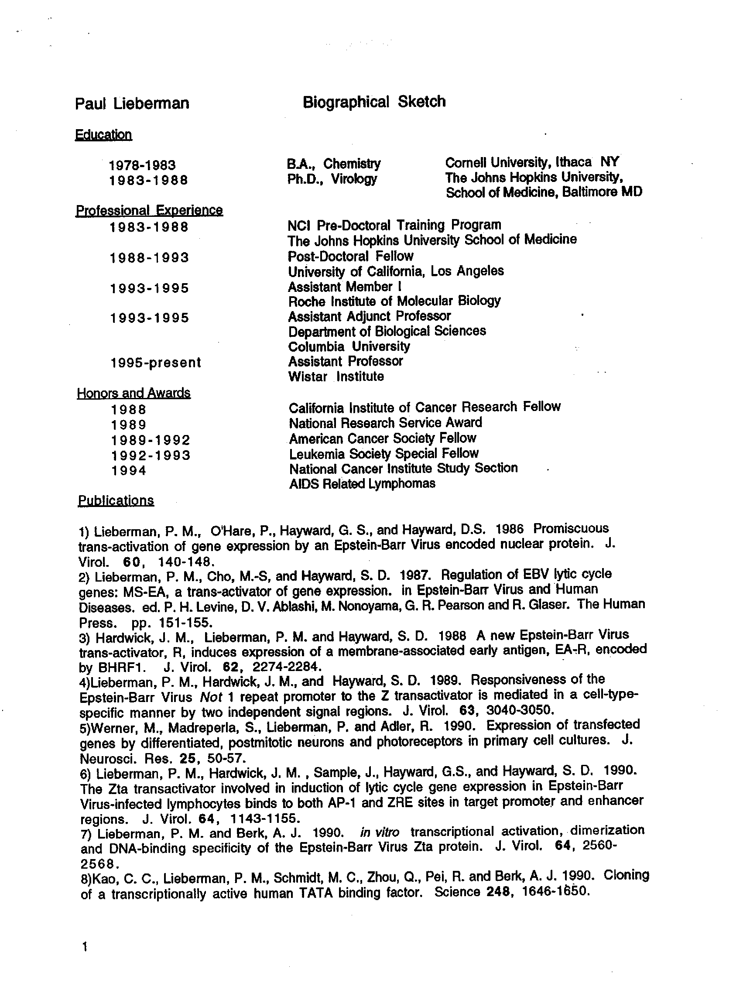 Paul Lieberman Biographical Sketch
Education
1978-1983 B.A., Chemistry Cornell University, Ithaca NY
1983-1988 Ph.D., Virology The Johns Hopkins University,
School of Medicine, Baltimore MD
Professional Experience
1983-1988 NCI Pre-Doctoral Training Program
The Johns Hopkins University School of Medicine
1988-1993 Post-Doctoral Fellow
University of California, Los Angeles
1993-1995 Assistant Member I
Roche Institute of Molecular Biology
1993-1995 Assistant Adjunct Professor
Department of Biological Sciences
Columbia University
1995-present Assistant Professor
Wistar Institute
Honors and Awards
1988 California Institute of Cancer Research Fellow
1989 National Research Service Award
1989-1992 American Cancer Society Fellow
1992-1993 Leukemia Society Special Fellow
1994 National Cancer Institute Study Section
AIDS Related Lymphomas
Publications
1) Lieberman, P. M., O'Hare, P., Hayward, G. S., and Hayward, D.S. 1986 Promiscuous
trans-activation of gene expression by an Epstein-Barr Virus encoded nuclear protein. J.
Virol. 60, 140-148.
2) Lieberman, P. M., Cho, M.-S, and Hayward, S. D. 1987. Regulation of EBV lytic cycle
genes: MS-EA, a trans-activator of gene expression. in Epstein-Barr Virus and Human
Diseases. ed. P. H. Levine, D. V. Ablashi, M. Nonoyama, G. R. Pearson and R. Glaser. The Human
Press. pp. 151-155.
3) Hardwick, J. M., Lieberman, P. M. and Hayward, S. D. 1988 A new Epstein-Barr Virus
trans-activator, R, induces expression of a membrane-associated early antigen, EA-R, encoded
by BHRF1. J. Virol. 62, 2274-2284.
4)Lieberman, P. M., Hardwick, J. M., and Hayward, S. D. 1989. Responsiveness of the
Epstein-Barr Virus Not 1 repeat promoter to the Z transactivator is mediated in a cell-type-
specific manner by two independent signal regions. J. Virol. 63, 3040-3050.
5)Werner, M., Madreperla, S., Lieberman, P. and Adler, R. 1990. Expression of transfected
genes by differentiated, postmitotic neurons and photoreceptors in primary cell cultures. J.
Neurosci. Res. 25, 50-57.
6) Lieberman, P. M., Hardwick, J. M. , Sample, J., Hayward, G.S., and Hayward, S. D. 1990.
The Zta transactivator involved in induction of lytic cycle gene expression in Epstein-Barr
Virus-infected lymphocytes binds to both AP-1 and ZRE sites in target promoter and enhancer
regions. J. Virol. 64, 1143-1155.
7) Lieberman, P. M. and Berk, A. J. 1990. in vitro transcriptional activation, dimerization
and DNA-binding specificity of the Epstein-Barr Virus Zta protein. J. Virol. 64, 2560-
2568.
8)Kao, C. C., Lieberman, P. M., Schmidt, M. C., Zhou, Q., Pei, R. and Berk, A. J. 1990. Cloning
of a transcriptionally active human TATA binding factor. Science 248, 1646-1650.
1